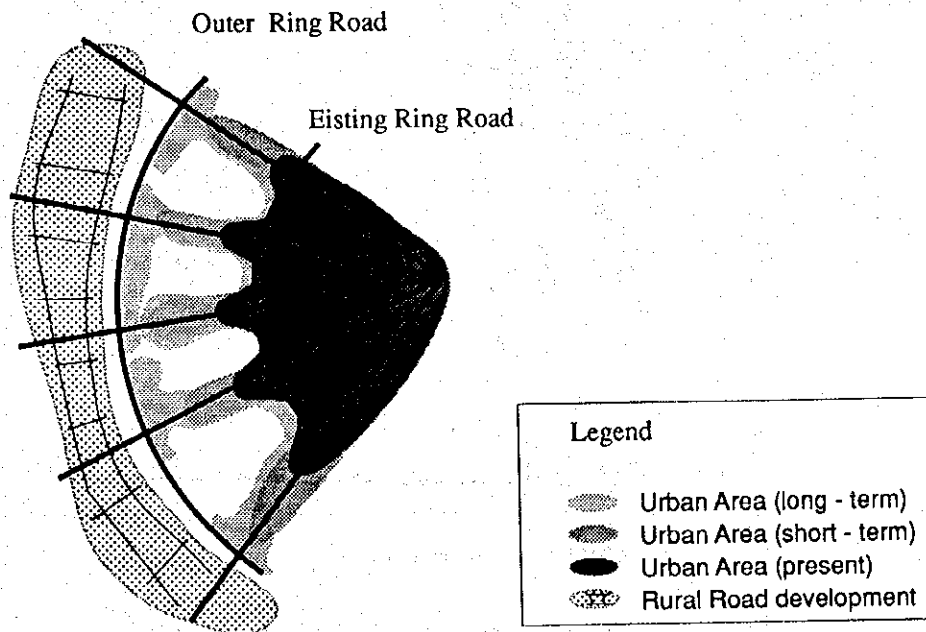 Outer Ring Road
Eisting Ring Road
Legend
Urban Area (long - term)
Urban Area (short - term)
Urban Area (present)
Rural Road development